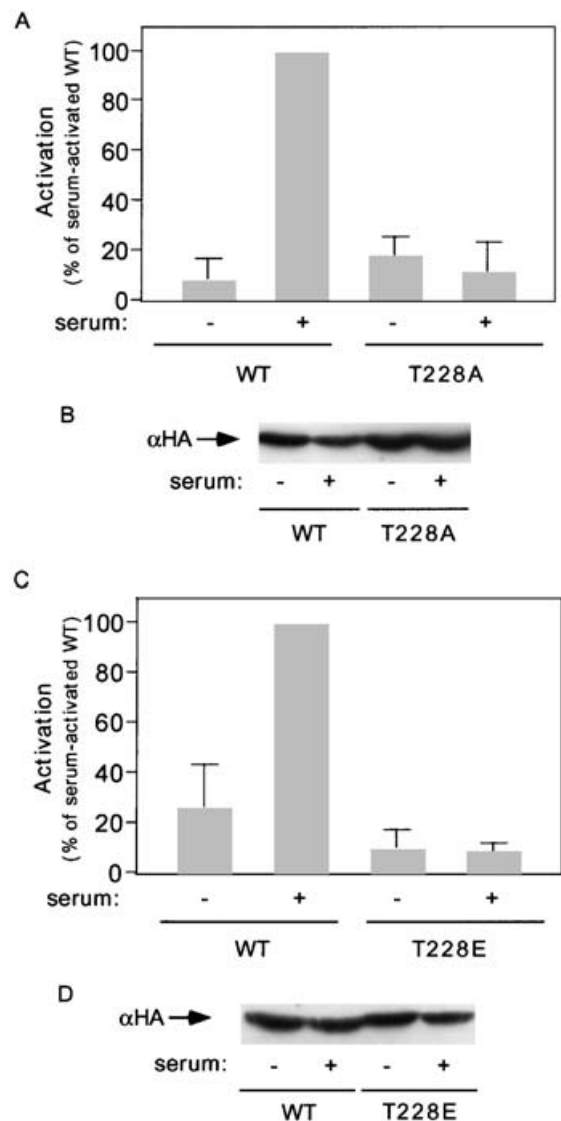 A
Activation
(% of serum-activated WT)
100
80
60
40
20
0
serum: - + - +
WT T228A
B
αHA
serum: - + - +
WT T228A
C
Activation
(% of serum-activated WT)
100
80
60
40
20
0
serum: - + - +
WT T228E
D
αHA
serum: - + - +
WT T228E